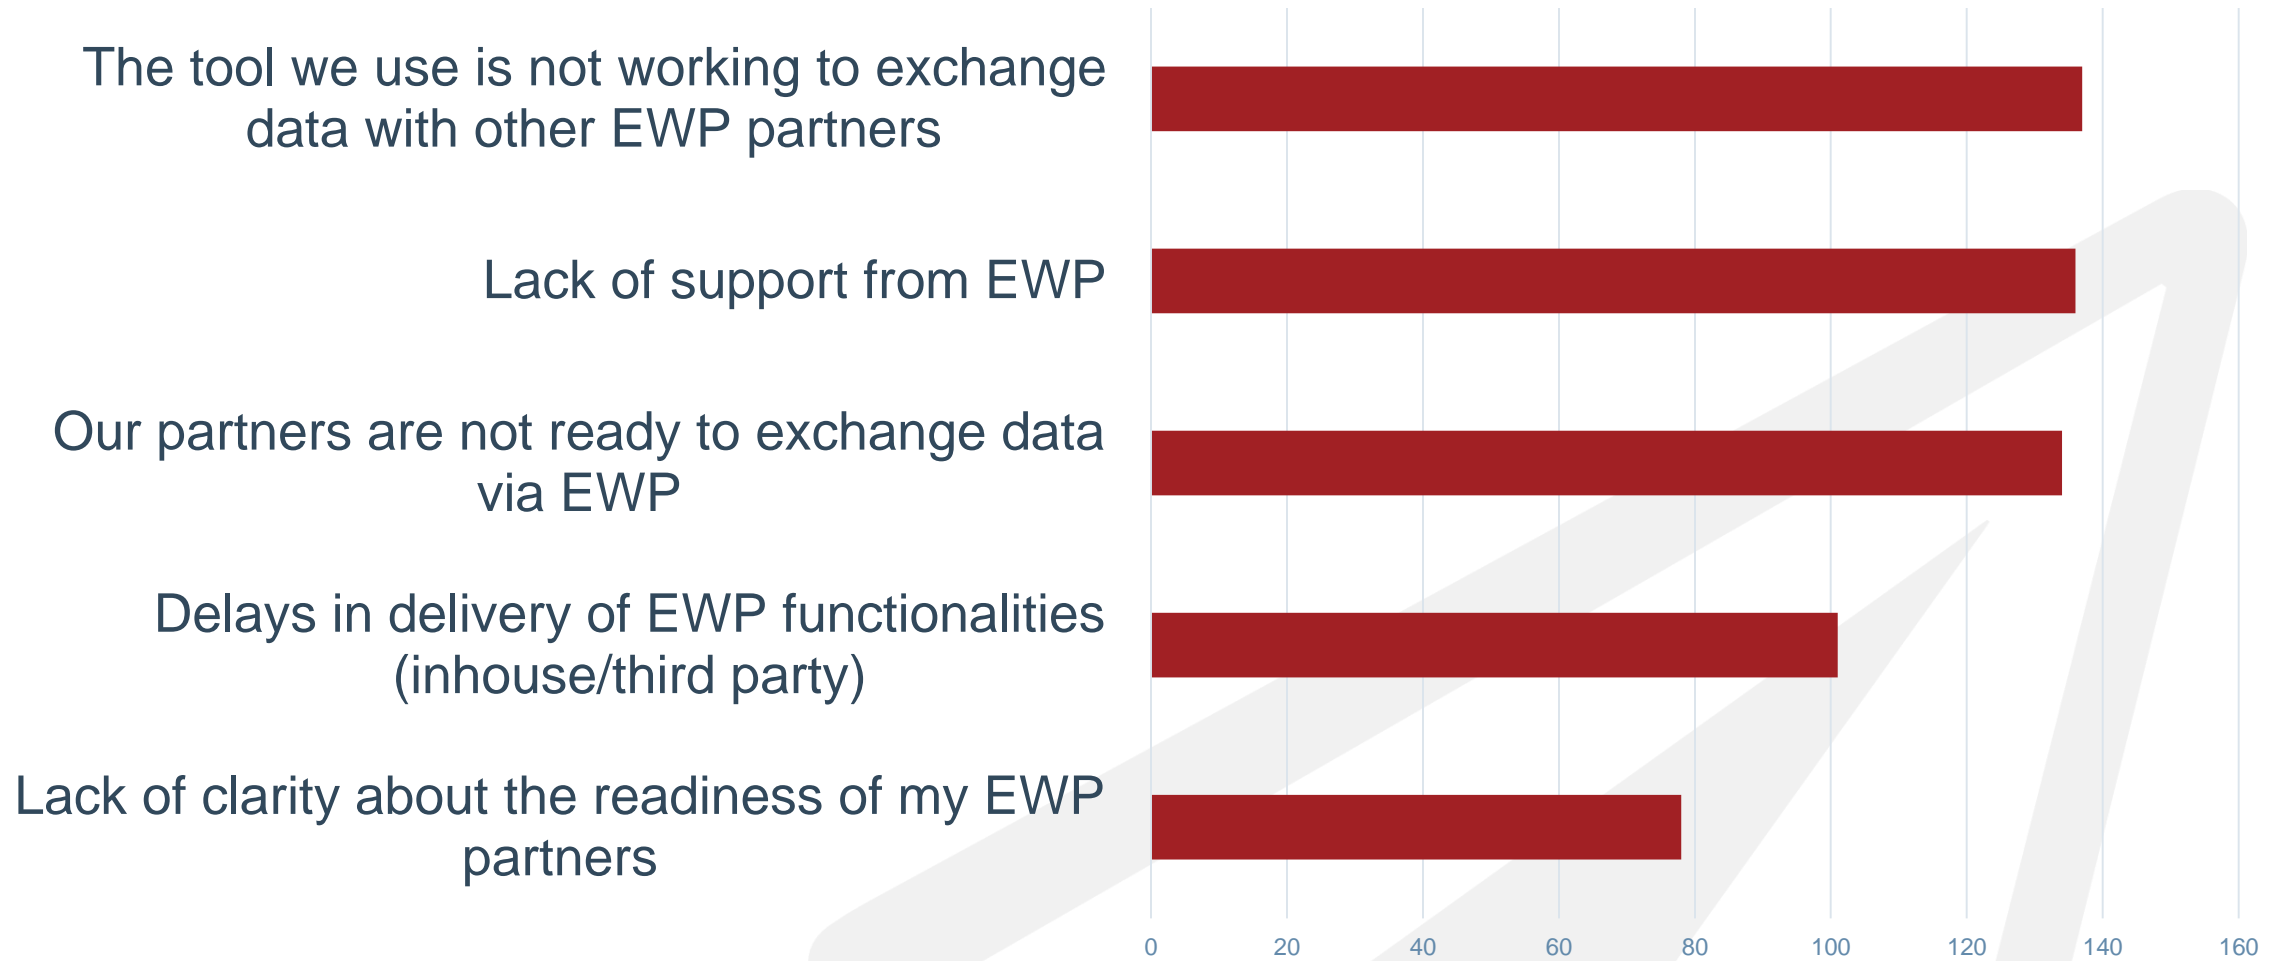 The tool we use is not working to exchange
data with other EWP partners
Lack of support from EWP
Our partners are not ready to exchange data
via EWP
Delays in delivery of EWP functionalities
(inhouse/third party)
Lack of clarity about the readiness of my EWP
partners
0 20 40 60 80 100 120 140 160